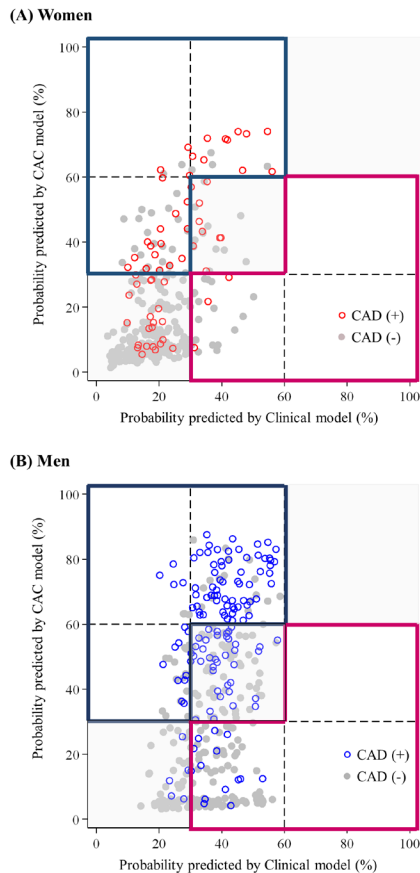 (A) Women
100
80
60
40
20
0
Probability predicted by CAC model (%)
CAD (+)
CAD (-)
0 20 40 60 80 100
Probability predicted by Clinical model (%)
(B) Men
100
80
60
40
20
0
Probability predicted by CAC model (%)
CAD (+)
CAD (-)
0 20 40 60 80 100
Probability predicted by Clinical model (%)